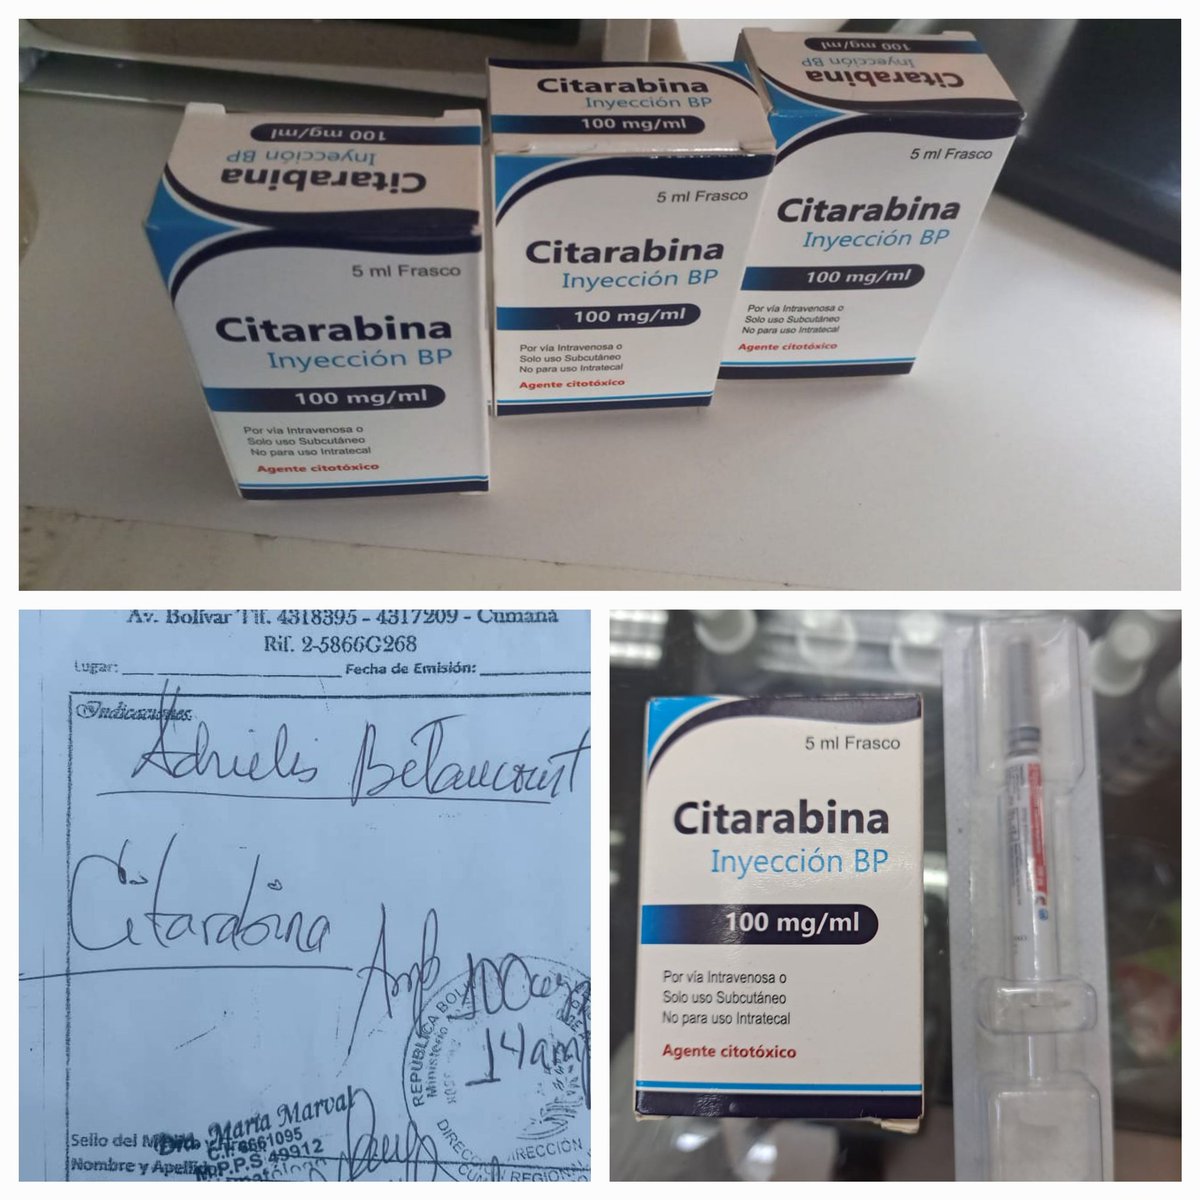 Citarabina
Inyección BP
100 mg/ml
5 ml Frasco
Citarabina
Inyección BP
100 mg/ml
Por vía Intravenosa o
Solo uso Subcutáneo
No para uso Intratecal
Agente citotóxico
Citarabina
Inyección BP
100 mg/ml
5 ml Frasco
Citarabina
Inyección BP
100 mg/ml
Por vía Intravenosa o
Solo uso Subcutáneo
No para uso Intratecal
Agente citotóxico
Citarabina
Inyección BP
100 mg/ml
5 ml Frasco
Citarabina
Inyección BP
100 mg/ml
Por vía Intravenosa o
Solo uso Subcutáneo
No para uso Intratecal
Agente citotóxico
Av. Bolívar Tlf. 4318395 - 4317209 - Cumaná
Rif. 2-5866G268
Lugar: Fecha de Emisión:
Indicaciones:
Adrielis Betancourt
Citarabina
Amp 100
14 amp
REPUBLICA BOL
Ministerio
DIRECCIÓN
REGIONAL
Dra. María Marval
Sello del
C.I. 8661095
Nombre y Apellido
M.P.P.S. 49912
5 ml Frasco
Citarabina
Inyección BP
100 mg/ml
Por vía Intravenosa o
Solo uso Subcutáneo
No para uso Intratecal
Agente citotóxico